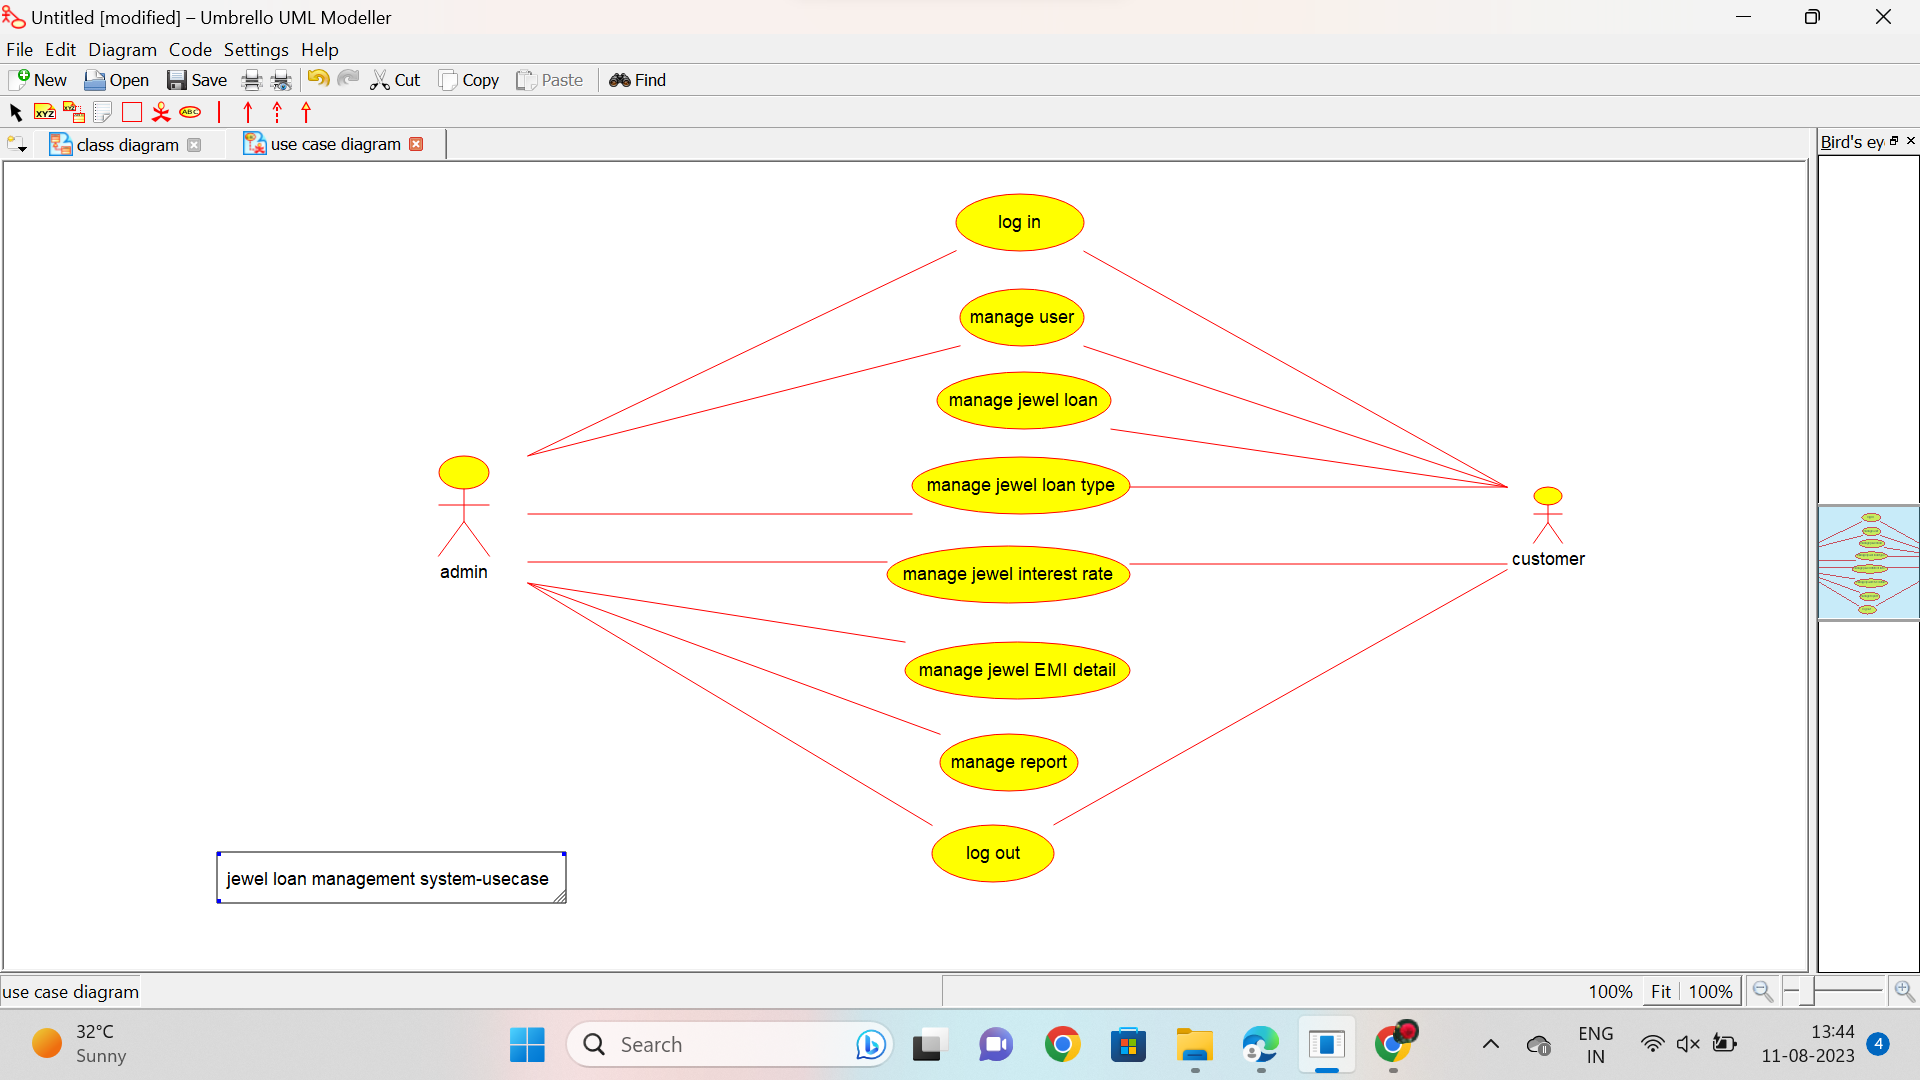 Untitled [modified] – Umbrello UML Modeller
File Edit Diagram Code Settings Help
New Open Save Cut Copy Paste Find
XYZ XYZ ABC
class diagram use case diagram
Bird's ey
log in
manage user
manage jewel loan
manage jewel loan type
manage jewel interest rate
manage jewel EMI detail
manage report
log out
admin
customer
jewel loan management system-usecase
use case diagram
100% Fit 100%
32°C
Sunny
Search
ENG
IN
13:44
11-08-2023
4